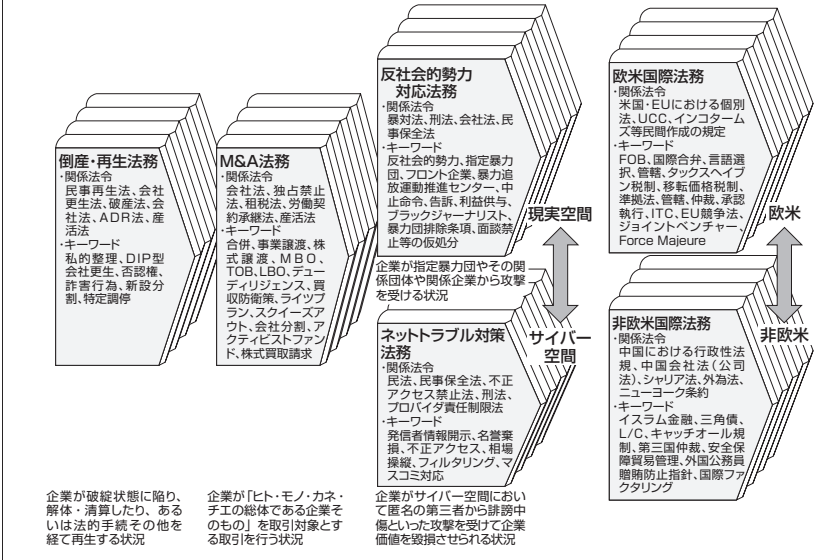 倒産・再生法務
・関係法令
民事再生法、会社
更生法、破産法、会
社法、ADR法、産
活法
・キーワード
私的整理、DIP型
会社更生、否認権、
詐害行為、新設分
割、特定調停
企業が破綻状態に陥り、
解体・清算したり、ある
いは法的手続その他を
経て再生する状況
M&A法務
・関係法令
会社法、独占禁止
法、租税法、労働契
約承継法、産活法
・キーワード
合併、事業譲渡、株
式譲渡、MBO、
TOB、LBO、デュー
ディリジェンス、買
収防衛策、ライツプ
ラン、スクイーズア
ウト、会社分割、ア
クティビストファン
ド、株式買取請求
企業が「ヒト・モノ・カネ・
チエの総体である企業そ
のもの」を取引対象とす
る取引を行う状況
反社会的勢力
対応法務
・関係法令
暴対法、刑法、会社法、民
事保全法
・キーワード
反社会的勢力、指定暴力
団、フロント企業、暴力追
放運動推進センター、中
止命令、告訴、利益供与、
ブラックジャーナリスト、
暴力団排除条項、面談禁
止等の仮処分
企業が指定暴力団やその関
係団体や関係企業から攻撃
を受ける状況
現実空間
サイバー
空間
ネットトラブル対策
法務
・関係法令
民法、民事保全法、不正
アクセス禁止法、刑法、
プロバイダ責任制限法
・キーワード
発信者情報開示、名誉棄
損、不正アクセス、相場
操縦、フィルタリング、マ
スコミ対応
企業がサイバー空間におい
て匿名の第三者から誹謗中
傷といった攻撃を受けて企業
価値を毀損させられる状況
欧米国際法務
・関係法令
米国・EUにおける個別
法、UCC、インコターム
ズ等民間作成の規定
・キーワード
FOB、国際合弁、言語選
択、管轄、タックスヘイブ
ン税制、移転価格税制、
準拠法、管轄、仲裁、承認
執行、ITC、EU競争法、
ジョイントベンチャー、
Force Majeure
欧米
非欧米
非欧米国際法務
・関係法令
中国における行政性法
規、中国会社法(公司
法)、シャリア法、外為法、
ニューヨーク条約
・キーワード
イスラム金融、三角債、
L/C、キャッチオール規
制、第三国仲裁、安全保
障貿易管理、外国公務員
贈賄防止指針、国際ファ
クタリング